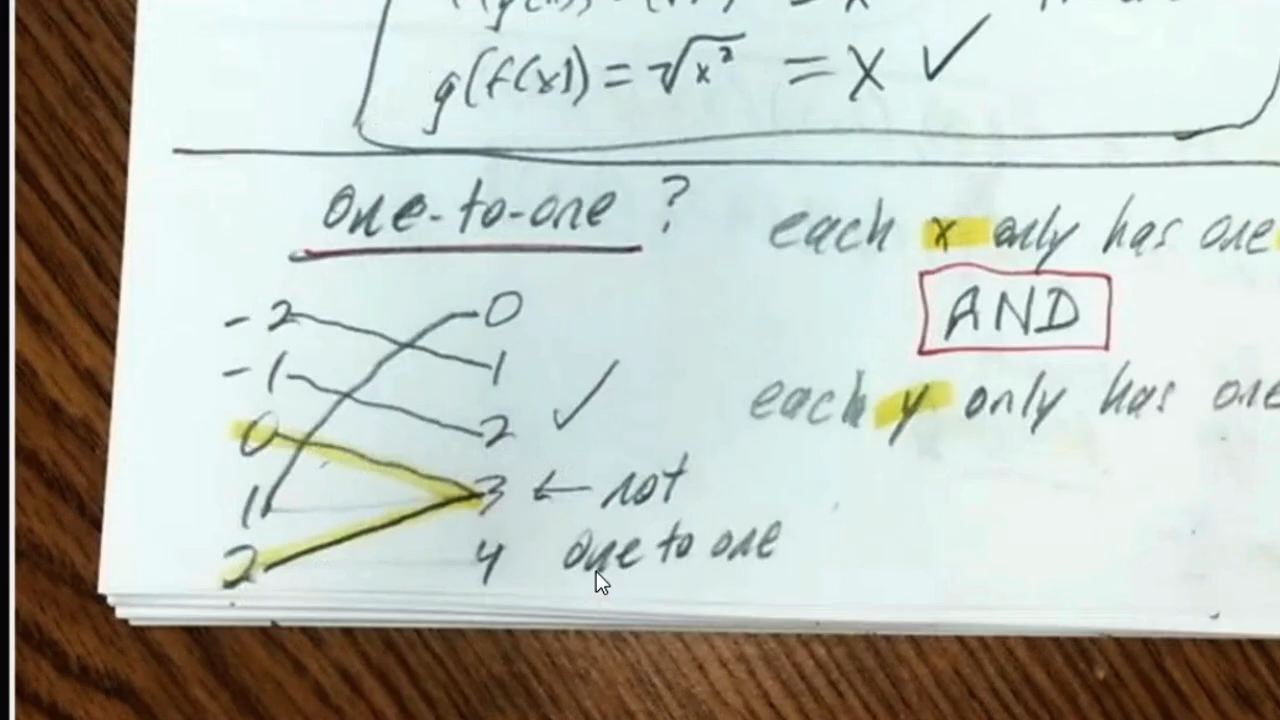 g(f(x)) = √x² = x ✓
one-to-one ?
each x only has one
AND
each y only has one
-2 0
-1 1
0 2 ✓
1 3 ← not
2 4 one to one